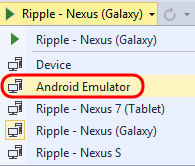 Ripple - Nexus (Galaxy)
Ripple - Nexus (Galaxy)
Device
Android Emulator
Ripple - Nexus 7 (Tablet)
Ripple - Nexus (Galaxy)
Ripple - Nexus S